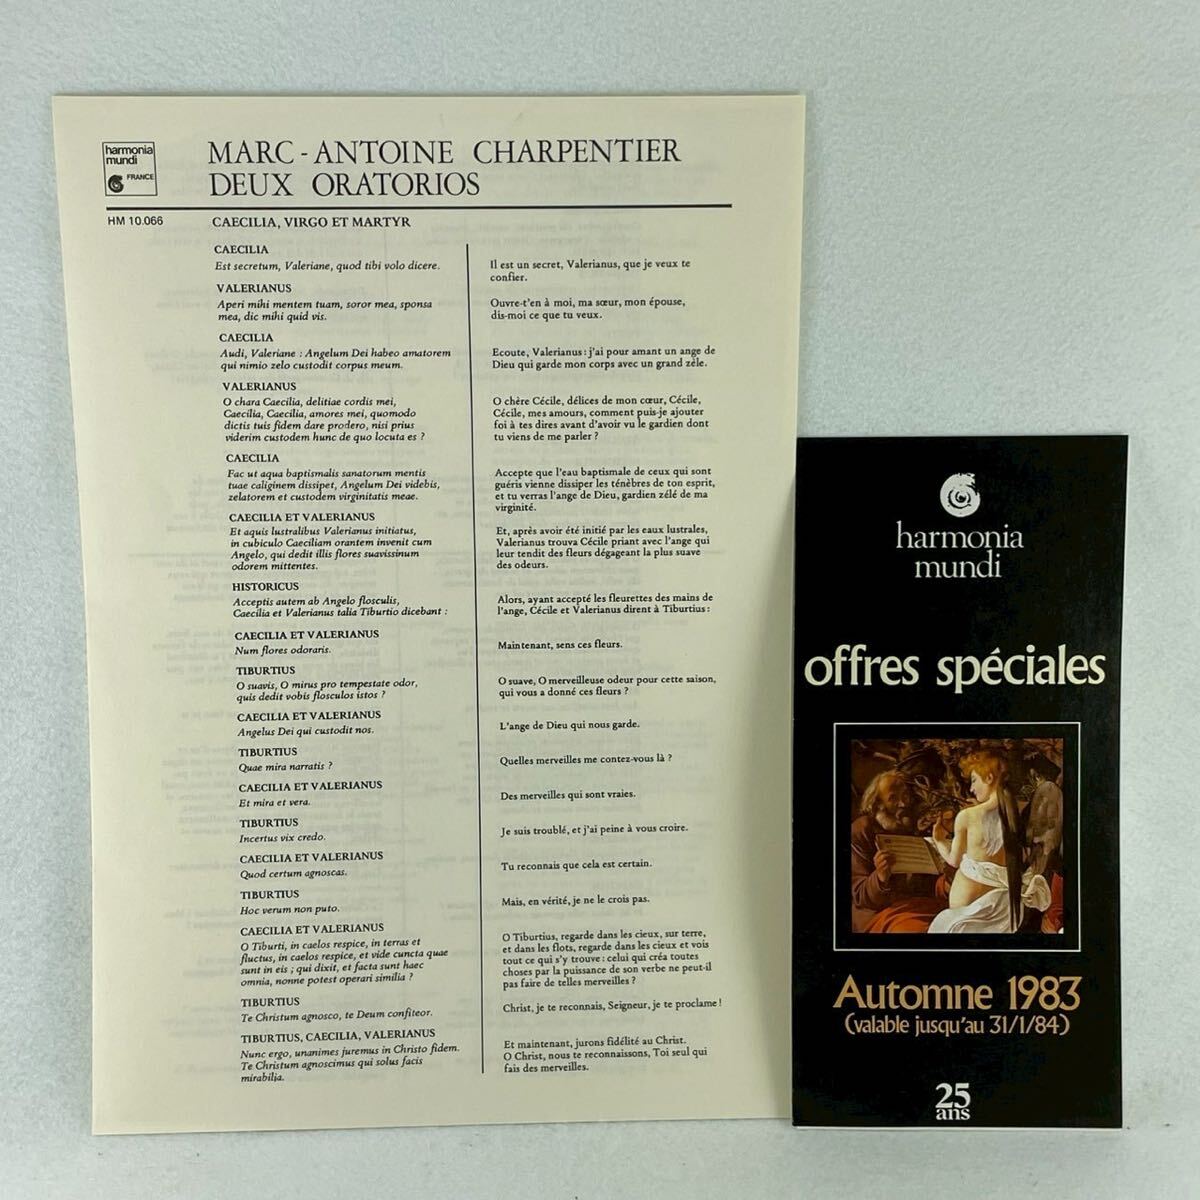 harmonia
mundi
FRANCE
MARC-ANTOINE CHARPENTIER
DEUX ORATORIOS
HM 10.066
CAECILIA, VIRGO ET MARTYR
CAECILIA
Est secretum, Valeriane, quod tibi volo dicere.
VALERIANUS
Aperi mihi mentem tuam, soror mea, sponsa
mea, dic mihi quid vis.
CAECILIA
Audi, Valeriane : Angelum Dei habeo amatorem
qui nimio zelo custodit corpus meum.
VALERIANUS
O chara Caecilia, delitiae cordis mei,
Caecilia, Caecilia, amores mei, quomodo
dictis tuis fidem dare prodero, nisi prius
viderim custodem hunc de quo locuta es ?
CAECILIA
Fac ut aqua baptismalis sanatorum mentis
tuae caliginem dissipet, Angelum Dei videbis,
zelatorem et custodem virginitatis meae.
CAECILIA ET VALERIANUS
Et aquis lustralibus Valerianus initiatus,
in cubiculo Caeciliam orantem invenit cum
Angelo, qui dedit illis flores suavissinum
odorem mittentes.
HISTORICUS
Acceptis autem ab Angelo flosculis,
Caecilia et Valerianus talia Tiburtio dicebant :
CAECILIA ET VALERIANUS
Num flores odoraris.
TIBURTIUS
O suavis, O mirus pro tempestate odor,
quis dedit vobis flosculos istos ?
CAECILIA ET VALERIANUS
Angelus Dei qui custodit nos.
TIBURTIUS
Quae mira narratis ?
CAECILIA ET VALERIANUS
Et mira et vera.
TIBURTIUS
Incertus vix credo.
CAECILIA ET VALERIANUS
Quod certum agnoscas.
TIBURTIUS
Hoc verum non puto.
CAECILIA ET VALERIANUS
O Tiburti, in caelos respice, in terras et
fluctus, in caelos respice, et vide cuncta quae
sunt in eis ; qui dixit, et facta sunt haec
omnia, nonne potest operari similia ?
TIBURTIUS
Te Christum agnosco, te Deum confiteor.
TIBURTIUS, CAECILIA, VALERIANUS
Nunc ergo, unanimes juremus in Christo fidem.
Te Christum agnoscimus qui solus facis
mirabilia.
Il est un secret, Valerianus, que je veux te
confier.
Ouvre-t'en à moi, ma sœur, mon épouse,
dis-moi ce que tu veux.
Ecoute, Valerianus : j'ai pour amant un ange de
Dieu qui garde mon corps avec un grand zèle.
O chère Cécile, délices de mon cœur, Cécile,
Cécile, mes amours, comment puis-je ajouter
foi à tes dires avant d'avoir vu le gardien dont
tu viens de me parler ?
Accepte que l'eau baptismale de ceux qui sont
guéris vienne dissiper les ténèbres de ton esprit,
et tu verras l'ange de Dieu, gardien zélé de ma
virginité.
Et, après avoir été initié par les eaux lustrales,
Valerianus trouva Cécile priant avec l'ange qui
leur tendit des fleurs dégageant la plus suave
des odeurs.
Alors, ayant accepté les fleurettes des mains de
l'ange, Cécile et Valerianus dirent à Tiburtius :
Maintenant, sens ces fleurs.
O suave, O merveilleuse odeur pour cette saison,
qui vous a donné ces fleurs ?
L'ange de Dieu qui nous garde.
Quelles merveilles me contez-vous là ?
Des merveilles qui sont vraies.
Je suis troublé, et j'ai peine à vous croire.
Tu reconnais que cela est certain.
Mais, en vérité, je ne le crois pas.
O Tiburtius, regarde dans les cieux, sur terre,
et dans les flots, regarde dans les cieux et vois
tout ce qui s'y trouve : celui qui créa toutes
choses par la puissance de son verbe ne peut-il
pas faire de telles merveilles ?
Christ, je te reconnais, Seigneur, je te proclame !
Et maintenant, jurons fidélité au Christ.
O Christ, nous te reconnaissons, Toi seul qui
fais des merveilles.
harmonia
mundi
offres spéciales
Automne 1983
(valable jusqu'au 31/1/84)
25
ans